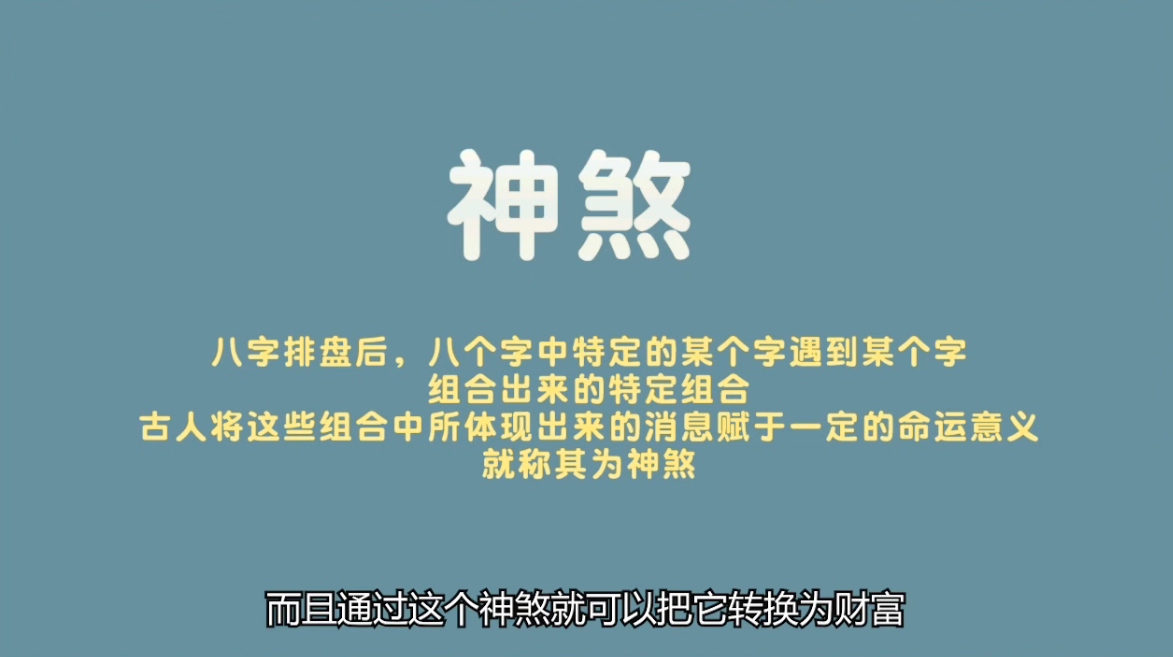 神煞
八字排盘后，八个字中特定的某个字遇到某个字
组合出来的特定组合
古人将这些组合中所体现出来的消息赋于一定的命运意义
就称其为神煞
而且通过这个神煞就可以把它转换为财富